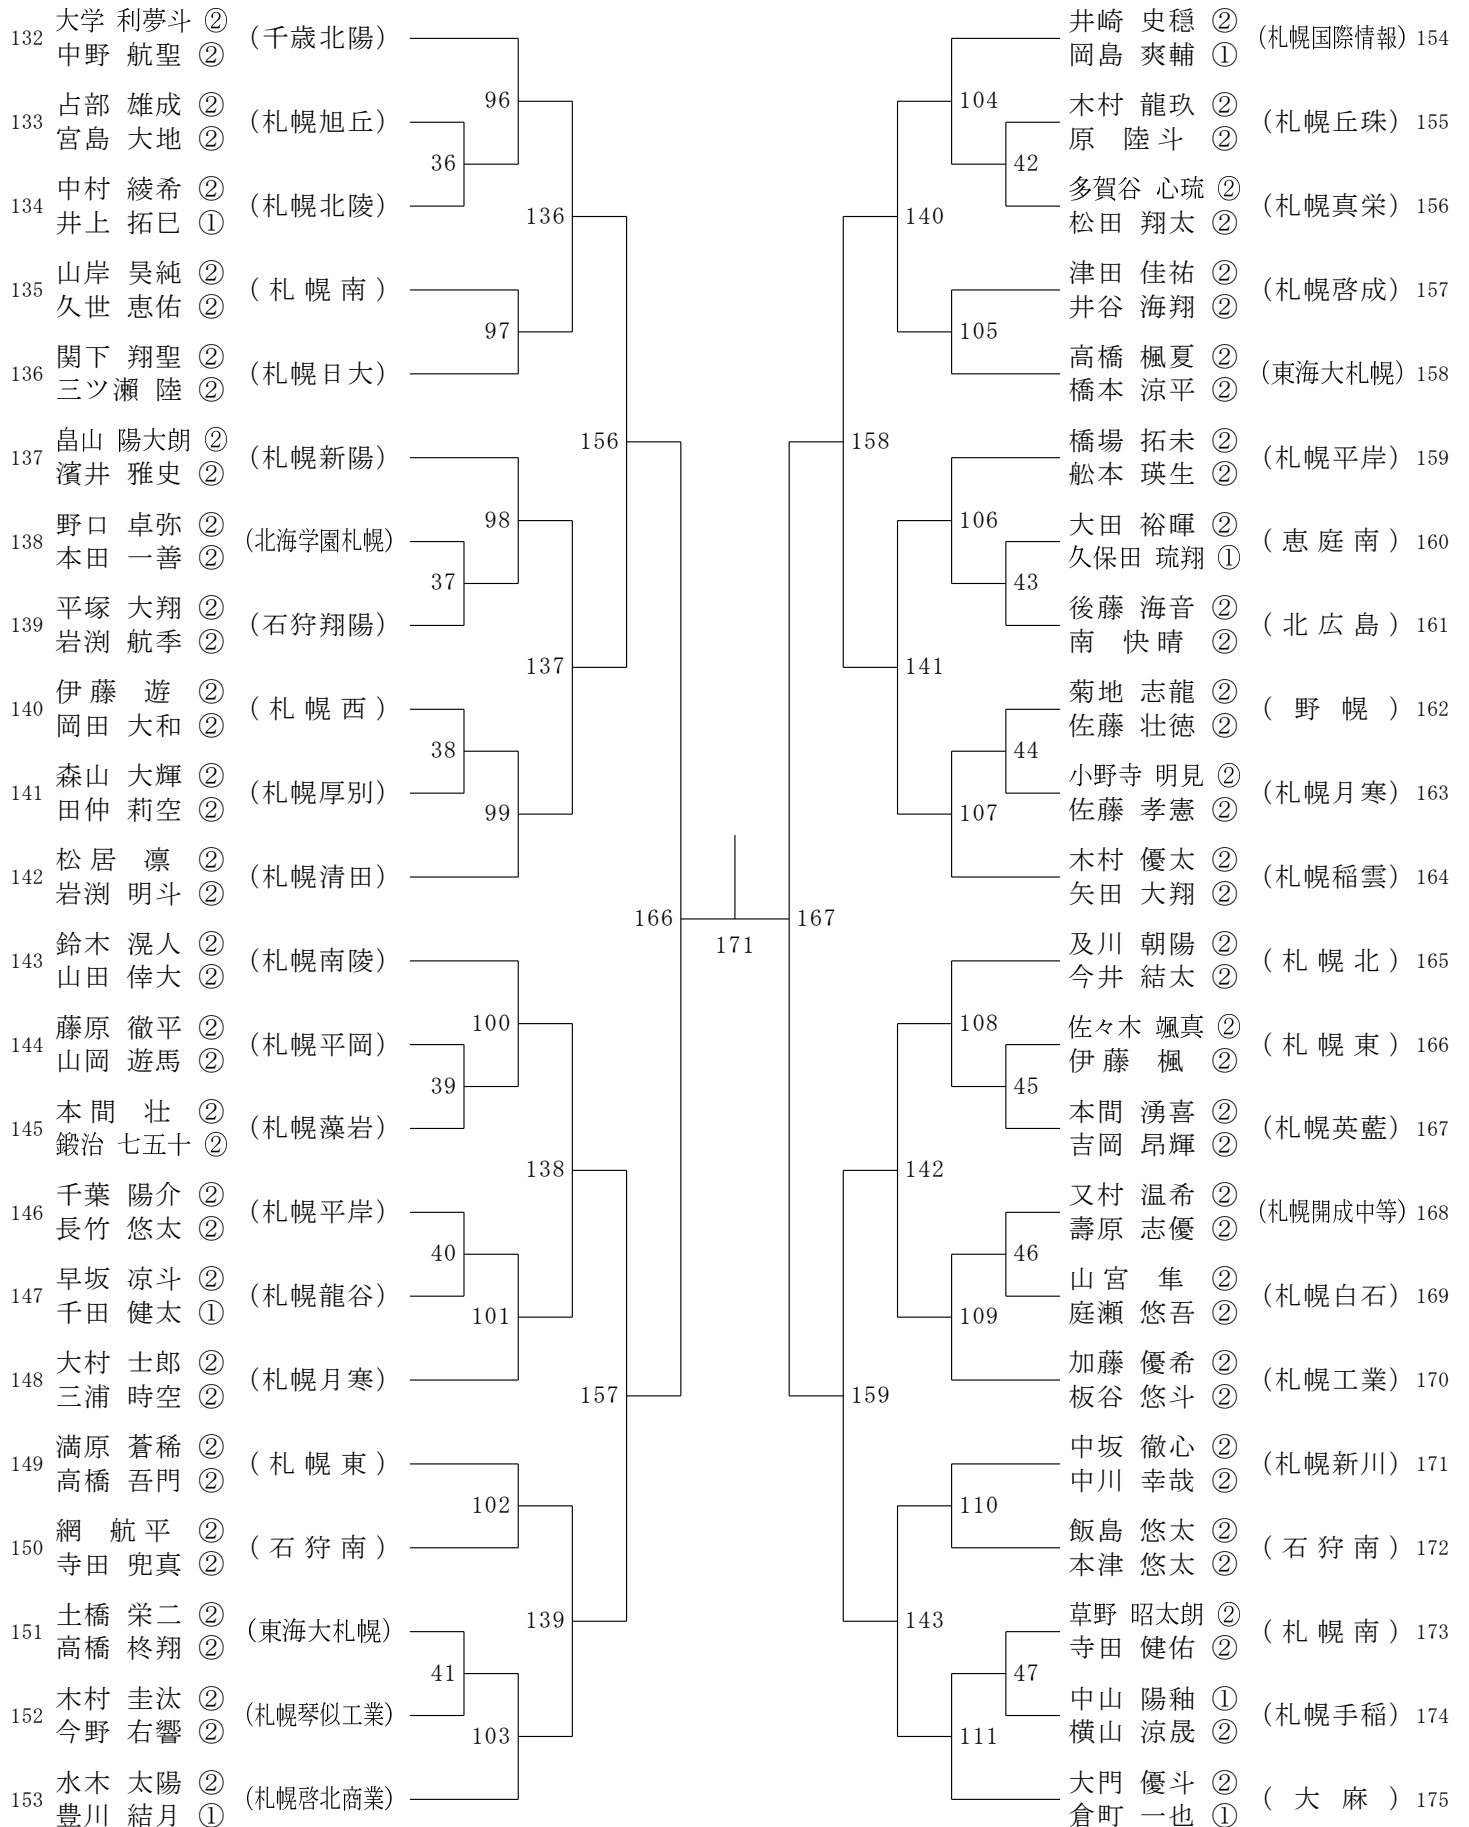 132 大学 利夢斗 ② (千歳北陽)
中野 航聖 ②
133 占部 雄成 ② (札幌旭丘)
宮島 大地 ②
134 中村 綾希 ② (札幌北陵)
井上 拓巳 ①
135 山岸 昊純 ② (札幌南)
久世 恵佑 ②
136 関下 翔聖 ② (札幌日大)
三ツ瀨 陸 ②
137 畠山 陽大朗 ② (札幌新陽)
濱井 雅史 ②
138 野口 卓弥 ② (北海学園札幌)
本田 一善 ②
139 平塚 大翔 ② (石狩翔陽)
岩渕 航季 ②
140 伊藤 遊 ② (札幌西)
岡田 大和 ②
141 森山 大輝 ② (札幌厚別)
田仲 莉空 ②
142 松居 凛 ② (札幌清田)
岩渕 明斗 ②
143 鈴木 滉人 ② (札幌南陵)
山田 倖大 ②
144 藤原 徹平 ② (札幌平岡)
山岡 遊馬 ②
145 本間 壮 ② (札幌藻岩)
鍛治 七五十 ②
146 千葉 陽介 ② (札幌平岸)
長竹 悠太 ②
147 早坂 凉斗 ② (札幌龍谷)
千田 健太 ①
148 大村 士郎 ② (札幌月寒)
三浦 時空 ②
149 満原 蒼稀 ② (札幌東)
高橋 吾門 ②
150 網 航平 ② (石狩南)
寺田 兜真 ②
151 土橋 栄二 ② (東海大札幌)
高橋 柊翔 ②
152 木村 圭汰 ② (札幌琴似工業)
今野 右響 ②
153 水木 太陽 ② (札幌啓北商業)
豊川 結月 ①
96
36
136
97
156
98
37
137
38
99
166
100
39
138
40
101
157
102
139
41
103
171
104
42
140
105
158
106
43
141
44
107
167
108
45
142
46
109
159
110
143
47
111
井崎 史穏 ② (札幌国際情報) 154
岡島 爽輔 ①
木村 龍玖 ② (札幌丘珠) 155
原 陸斗 ②
多賀谷 心琉 ② (札幌真栄) 156
松田 翔太 ②
津田 佳祐 ② (札幌啓成) 157
井谷 海翔 ②
高橋 楓夏 ② (東海大札幌) 158
橋本 涼平 ②
橋場 拓未 ② (札幌平岸) 159
舩本 瑛生 ②
大田 裕暉 ② (恵庭南) 160
久保田 琉翔 ①
後藤 海音 ② (北広島) 161
南 快晴 ②
菊地 志龍 ② (野幌) 162
佐藤 壮徳 ②
小野寺 明見 ② (札幌月寒) 163
佐藤 孝憲 ②
木村 優太 ② (札幌稲雲) 164
矢田 大翔 ②
及川 朝陽 ② (札幌北) 165
今井 結太 ②
佐々木 颯真 ② (札幌東) 166
伊藤 楓 ②
本間 湧喜 ② (札幌英藍) 167
吉岡 昂輝 ②
又村 温希 ② (札幌開成中等) 168
壽原 志優 ②
山宮 隼 ② (札幌白石) 169
庭瀬 悠吾 ②
加藤 優希 ② (札幌工業) 170
板谷 悠斗 ②
中坂 徹心 ② (札幌新川) 171
中川 幸哉 ②
飯島 悠太 ② (石狩南) 172
本津 悠太 ②
草野 昭太朗 ② (札幌南) 173
寺田 健佑 ②
中山 陽釉 ① (札幌手稲) 174
横山 涼晟 ②
大門 優斗 ② (大麻) 175
倉町 一也 ①